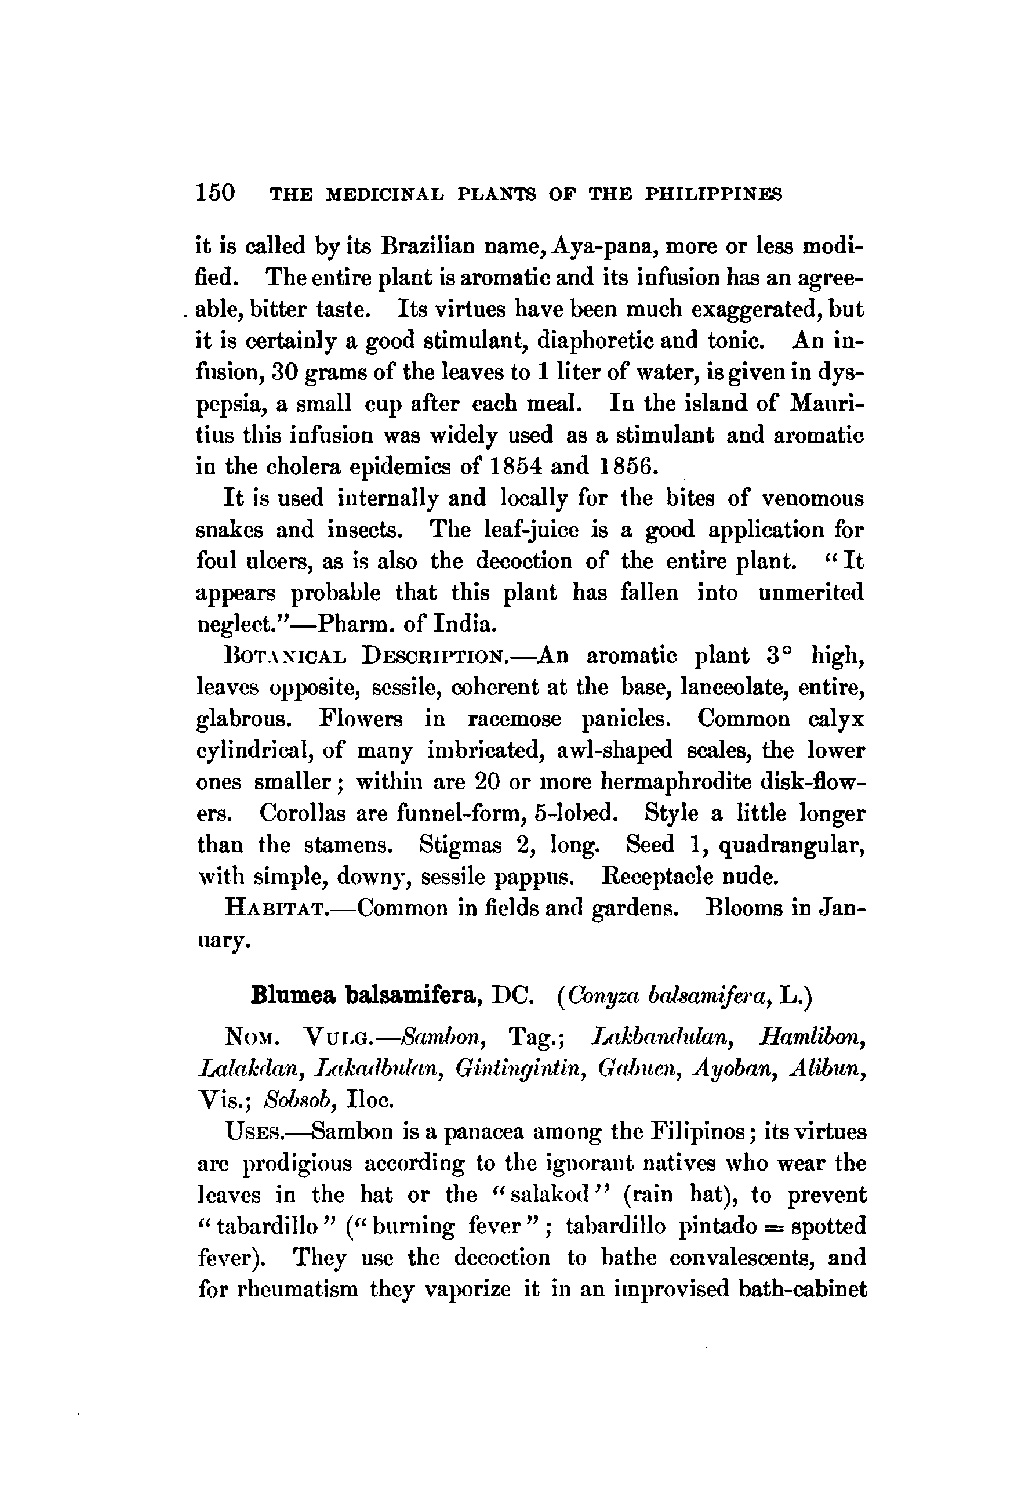 150 THE MEDICINAL PLANTS OF THE PHILIPPINES
it is called by its Brazilian name, Aya-pana, more or less modi-
fied. The entire plant is aromatic and its infusion has an agree-
able, bitter taste. Its virtues have been much exaggerated, but
it is certainly a good stimulant, diaphoretic and tonic. An in-
fusion, 30 grams of the leaves to 1 liter of water, is given in dys-
pepsia, a small cup after each meal. In the island of Mauri-
tius this infusion was widely used as a stimulant and aromatic
in the cholera epidemics of 1854 and 1856.
It is used internally and locally for the bites of venomous
snakes and insects. The leaf-juice is a good application for
foul ulcers, as is also the decoction of the entire plant. “It
appears probable that this plant has fallen into unmerited
neglect.”—Pharm. of India.
BOTANICAL DESCRIPTION.—An aromatic plant 3° high,
leaves opposite, sessile, coherent at the base, lanceolate, entire,
glabrous. Flowers in racemose panicles. Common calyx
cylindrical, of many imbricated, awl-shaped scales, the lower
ones smaller; within are 20 or more hermaphrodite disk-flow-
ers. Corollas are funnel-form, 5-lobed. Style a little longer
than the stamens. Stigmas 2, long. Seed 1, quadrangular,
with simple, downy, sessile pappus. Receptacle nude.
HABITAT.—Common in fields and gardens. Blooms in Jan-
uary.
Blumea balsamifera, DC. (Conyza balsamifera, L.)
NOM. VULG.—Sambon, Tag.; Lakbandulan, Hamlibon,
Lalakdan, Lakadbulan, Gintingintin, Gabuen, Ayoban, Alibun,
Vis.; Sobsob, Iloc.
USES.—Sambon is a panacea among the Filipinos; its virtues
are prodigious according to the ignorant natives who wear the
leaves in the hat or the “salakod” (rain hat), to prevent
“tabardillo” (“burning fever”; tabardillo pintado = spotted
fever). They use the decoction to bathe convalescents, and
for rheumatism they vaporize it in an improvised bath-cabinet